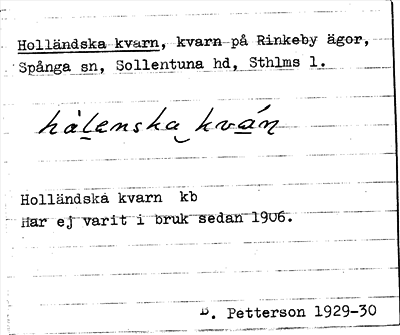 Holländska kvarn, kvarn på Rinkeby ägor,
Spånga sn, Sollentuna hd, Sthlms l.
hàlenska kván
Holländska kvarn kb
Har ej varit i bruk sedan 1906.
D. Petterson 1929-30